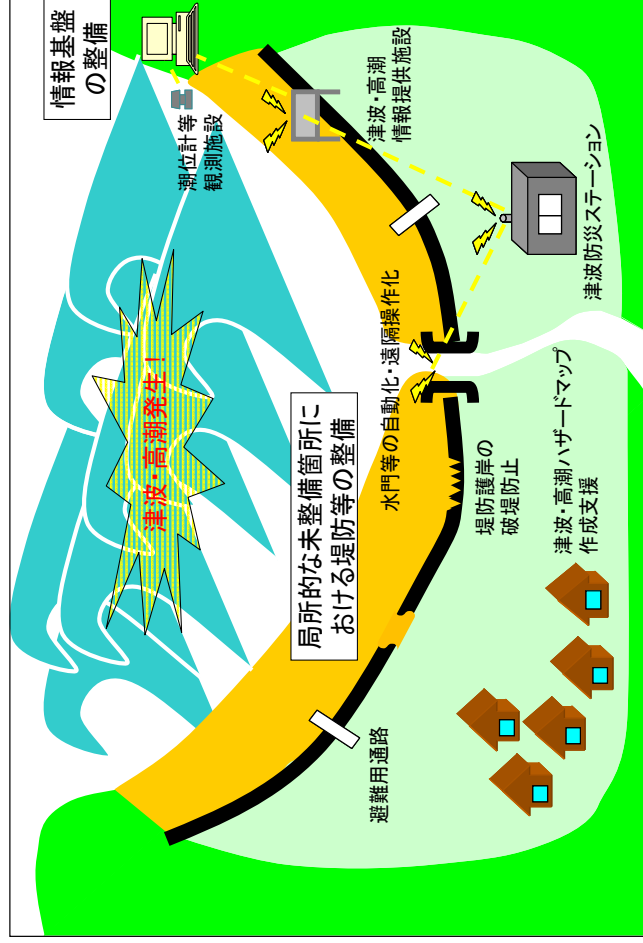 情報基盤
の整備
潮位計等
観測施設
津波・高潮
情報提供施設
津波・高潮発生！
津波防災ステーション
水門等の自動化・遠隔操作化
局所的な未整備箇所に
おける堤防等の整備
堤防護岸の
破堤防止
津波・高潮ハザードマップ
作成支援
避難用通路